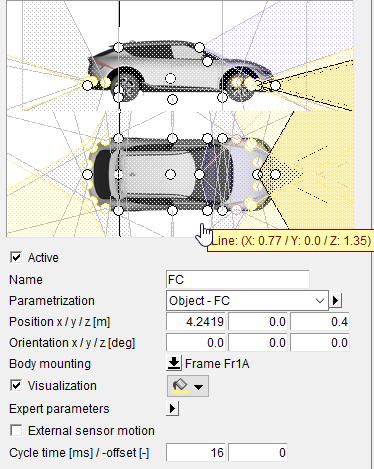 Line: (X: 0.77 / Y: 0.0 / Z: 1.35)
Active
Name FC
Parametrization Object - FC
Position x / y / z [m] 4.2419 0.0 0.4
Orientation x / y / z [deg] 0.0 0.0 0.0
Body mounting Frame Fr1A
Visualization
Expert parameters
External sensor motion
Cycle time [ms] / -offset [-] 16 0